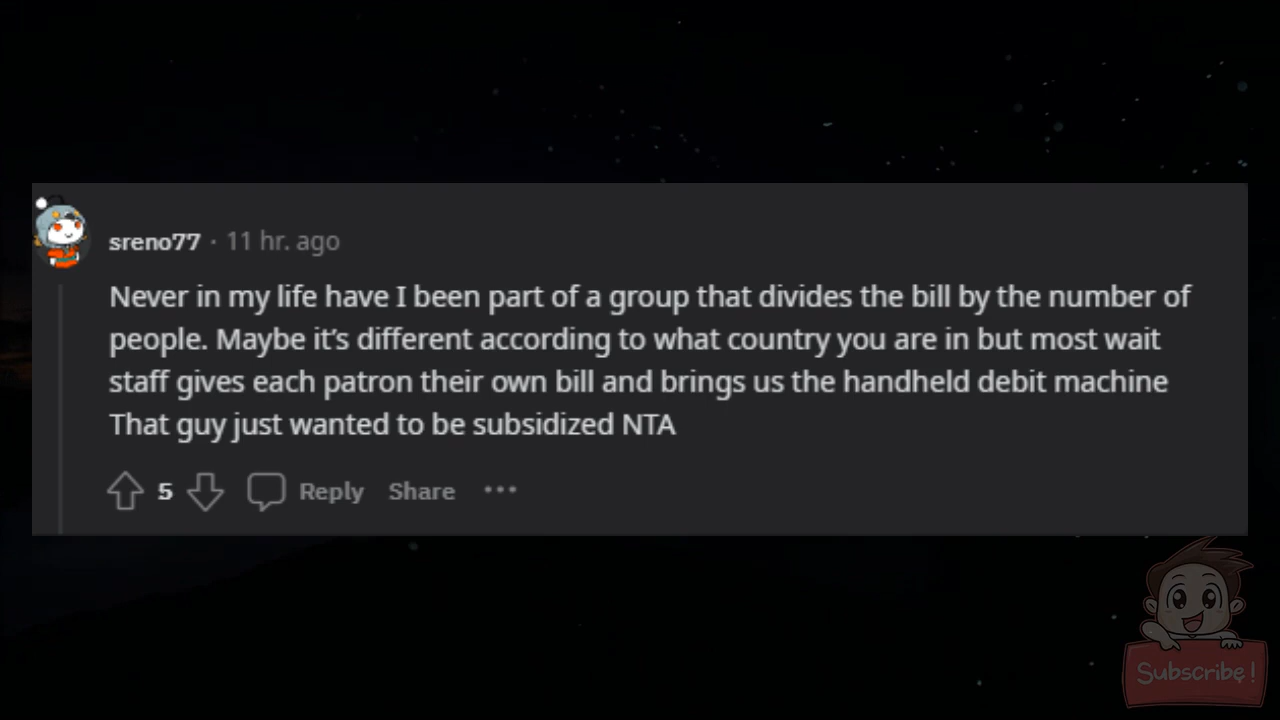 sreno77 · 11 hr. ago
Never in my life have I been part of a group that divides the bill by the number of
people. Maybe it’s different according to what country you are in but most wait
staff gives each patron their own bill and brings us the handheld debit machine
That guy just wanted to be subsidized NTA
5 Reply Share ···
Subscribe!